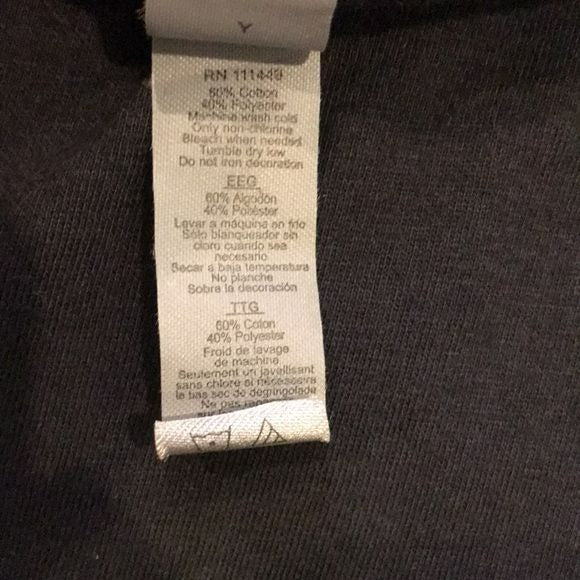 Y
RN 111449
60% Cotton
40% Polyester
Machine wash cold
Only non-chlorine
Bleach when needed
Tumble dry low
Do not iron decoration
EEG
60% Algodón
40% Poliéster
Lavar a máquina en frío
Sólo blanqueador sin
cloro cuando sea
necesario
Secar a baja temperatura
No planche
Sobre la decoración
TTG
60% Coton
40% Polyester
Froid de lavage
de machine
Seulement un javellisant
sans chlore si nécessaire
le bas sec de dégringolade
Ne pas